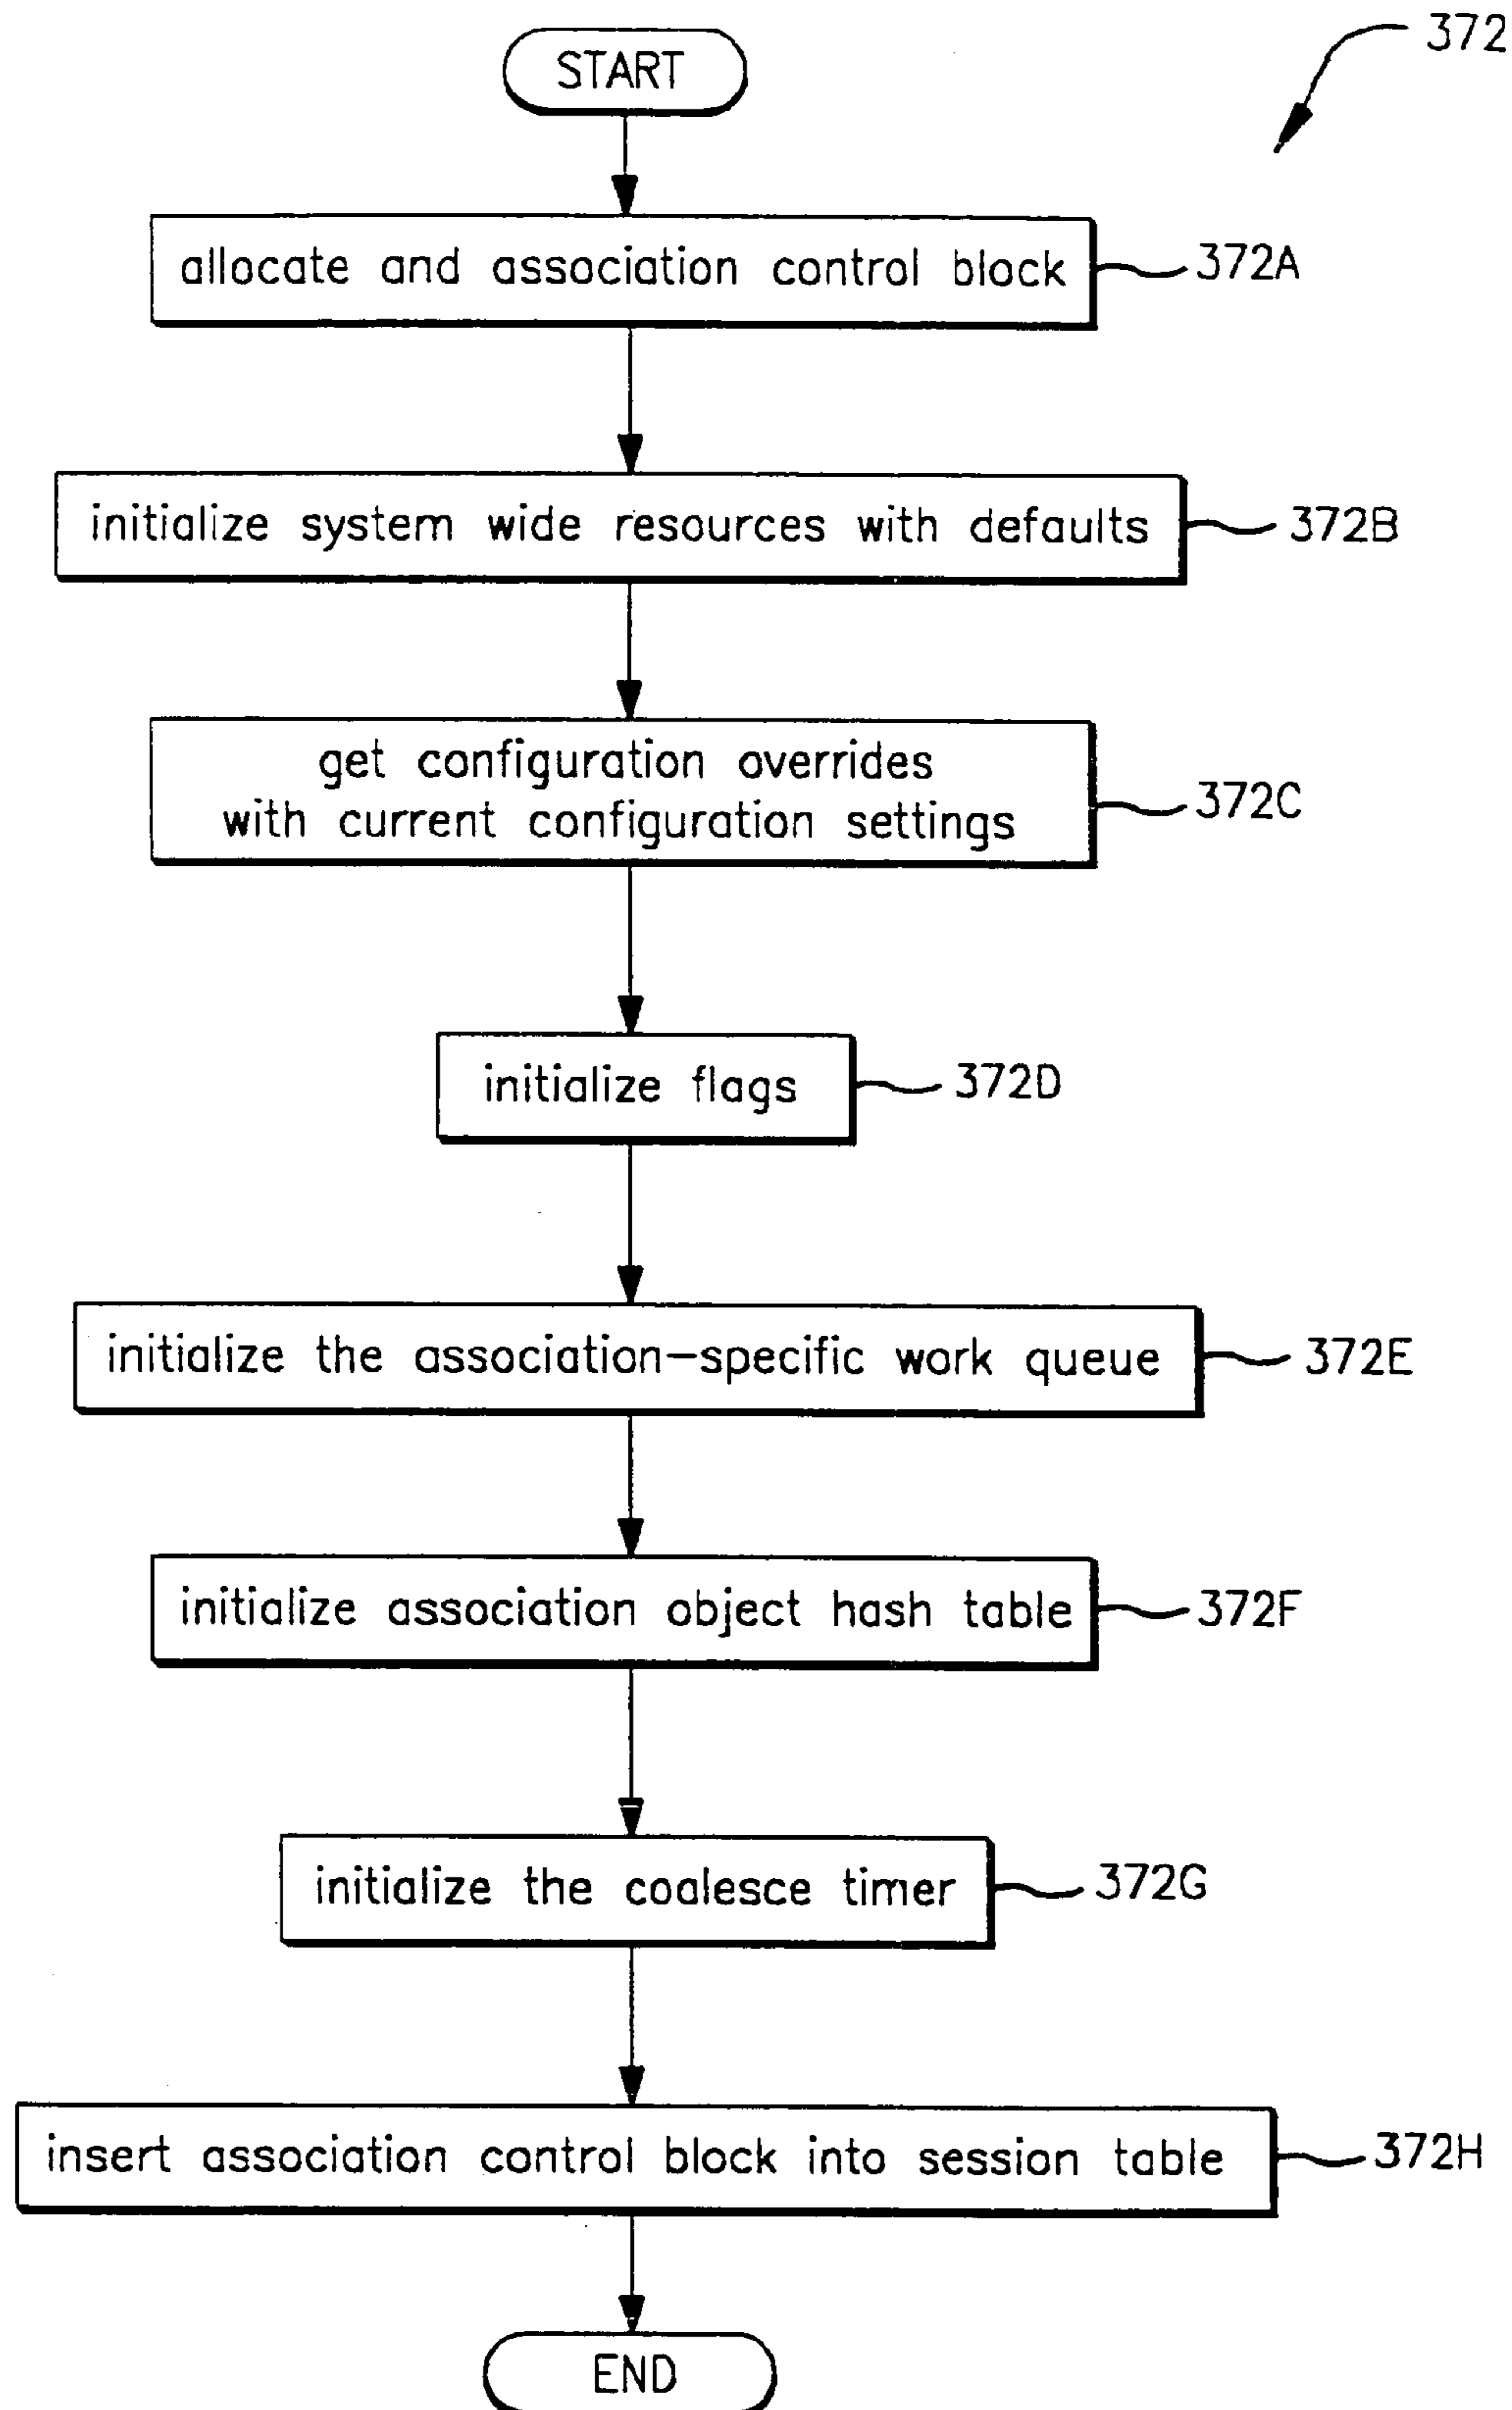 372
START
allocate and association control block
372A
initialize system wide resources with defaults
372B
get configuration overrides
with current configuration settings
372C
initialize flags
372D
initialize the association-specific work queue
372E
initialize association object hash table
372F
initialize the coalesce timer
372G
insert association control block into session table
372H
END